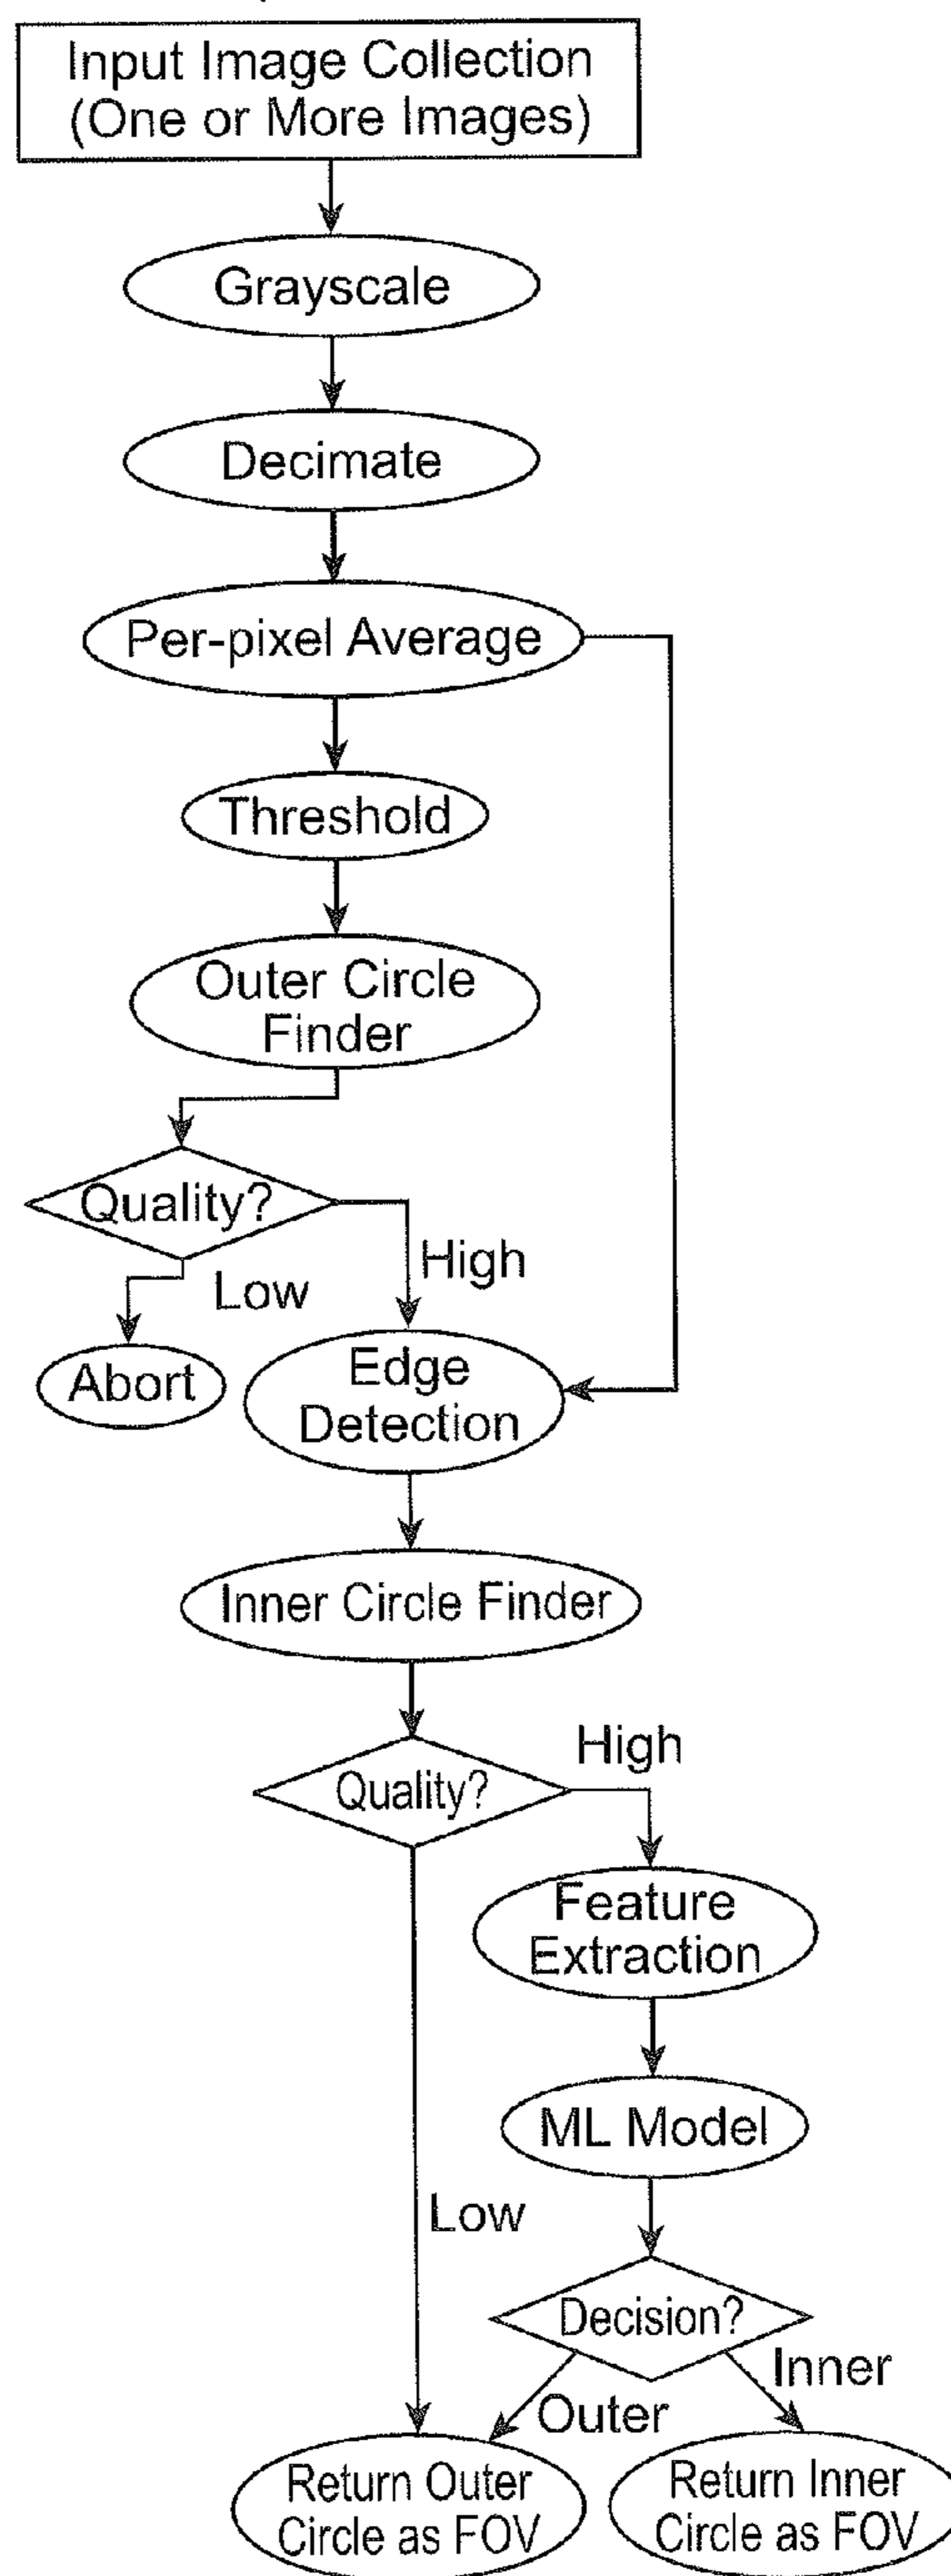 Input Image Collection
(One or More Images)
Grayscale
Decimate
Per-pixel Average
Threshold
Outer Circle
Finder
Quality?
High
Low
Abort
Edge
Detection
Inner Circle Finder
High
Quality?
Feature
Extraction
ML Model
Low
Decision?
Inner
Outer
Return Outer
Circle as FOV
Return Inner
Circle as FOV